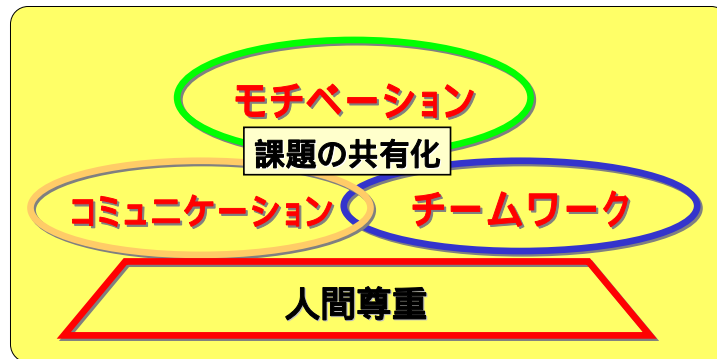 モチベーション
課題の共有化
コミュニケーション
チームワーク
人間尊重